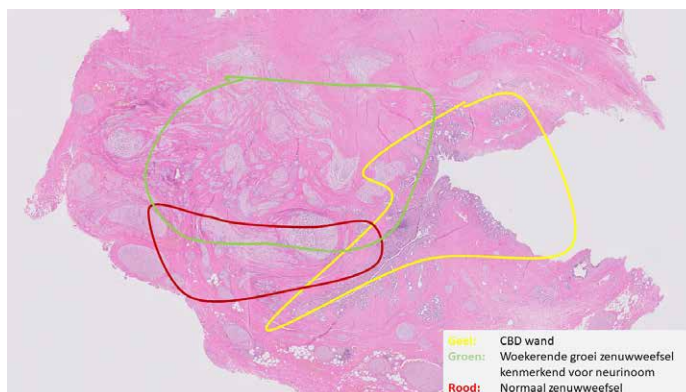 Geel: CBD wand
Groen: Woekerende groei zenuwweefsel
kenmerkend voor neurinoom
Rood: Normaal zenuwweefsel